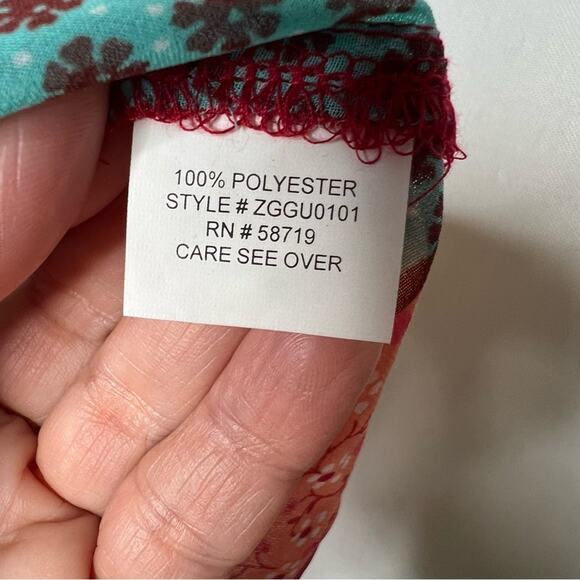 100% POLYESTER
STYLE # ZGGU0101
RN # 58719
CARE SEE OVER